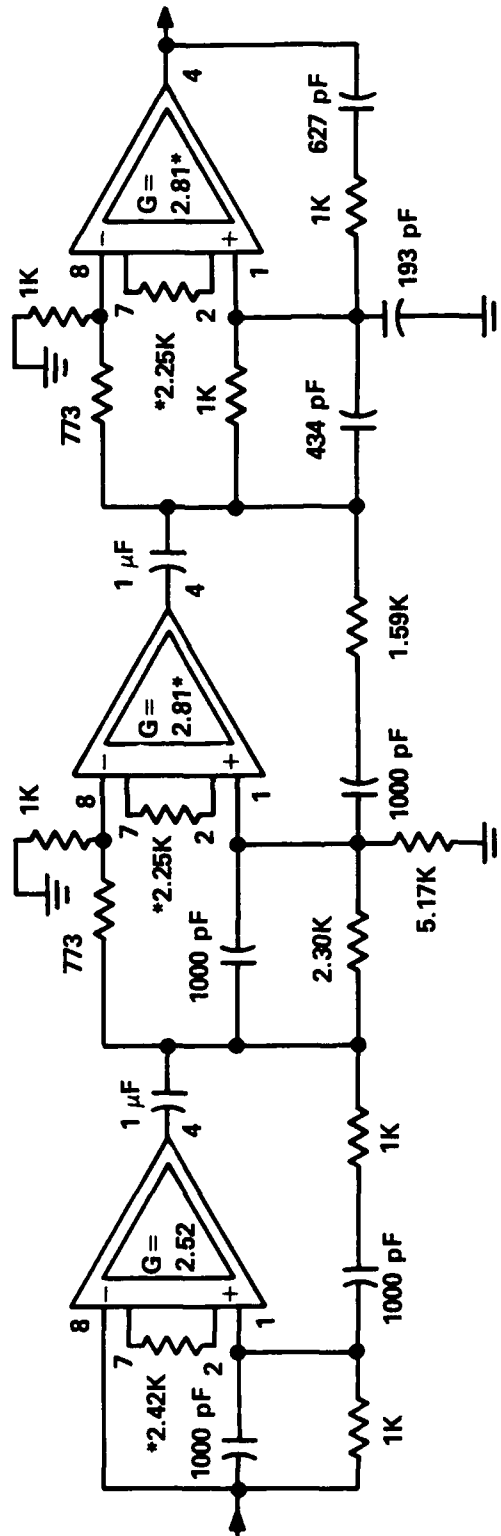 8
7
*2.42K
2
1
1000 pF
1K
−
+
G=
2.52
4
1 μF
1000 pF
1K
1K
773
8
7
*2.25K
2
1
1000 pF
2.30K
5.17K
−
+
G=
2.81*
4
1 μF
1000 pF
1.59K
1K
773
8
7
*2.25K
2
1
1K
434 pF
193 pF
−
+
G=
2.81*
4
1K
627 pF